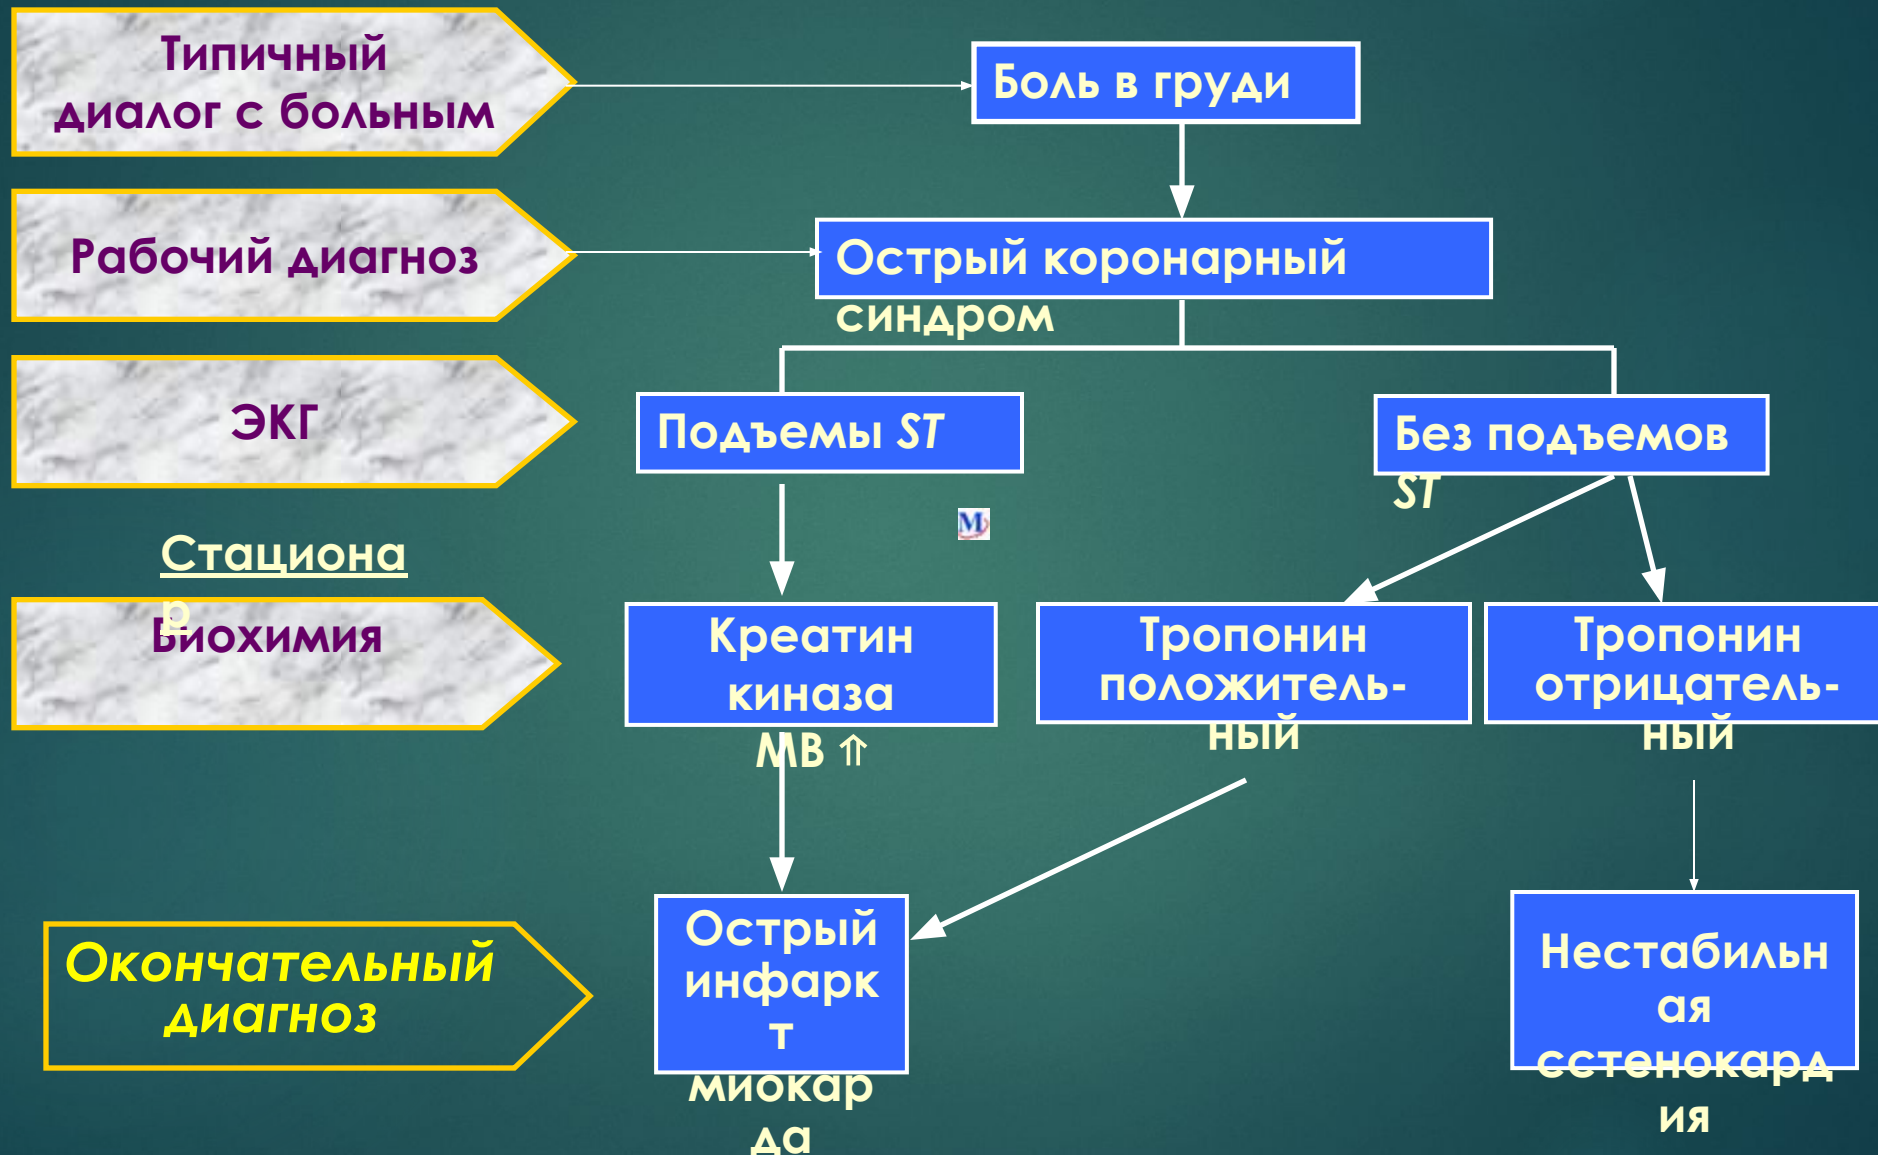 Типичный
диалог с больным
Боль в груди
Рабочий диагноз
Острый коронарный
синдром
ЭКГ
Подъемы ST
Без подъемов
ST
M
Стациона
р
Биохимия
Креатин
киназа
МВ ⇑
Тропонин
положитель-
ный
Тропонин
отрицатель-
ный
Окончательный
диагноз
Острый
инфарк
т
миокар
да
Нестабильн
ая
сстенокард
ия